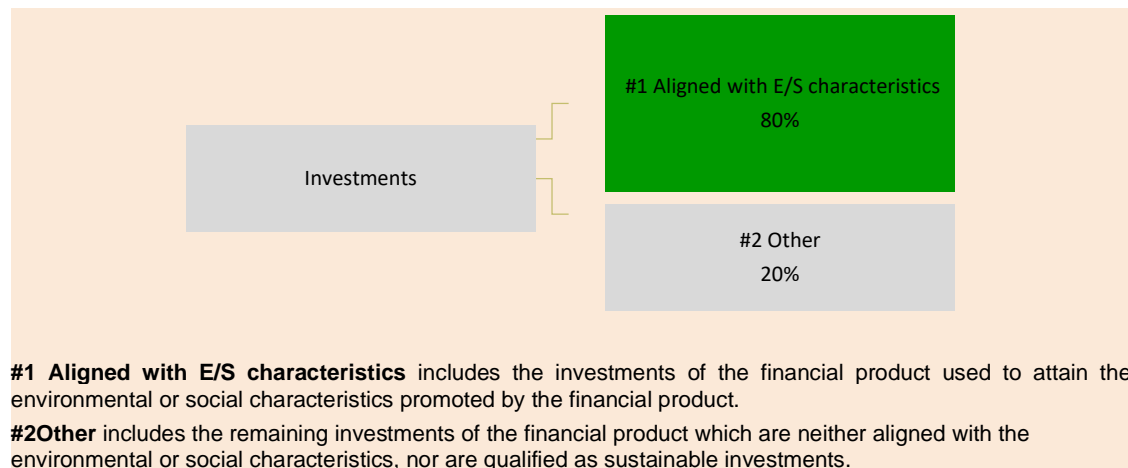 #1 Aligned with E/S characteristics
80%
Investments
#2 Other
20%
#1 Aligned with E/S characteristics includes the investments of the financial product used to attain the
environmental or social characteristics promoted by the financial product.
#2Other includes the remaining investments of the financial product which are neither aligned with the
environmental or social characteristics, nor are qualified as sustainable investments.